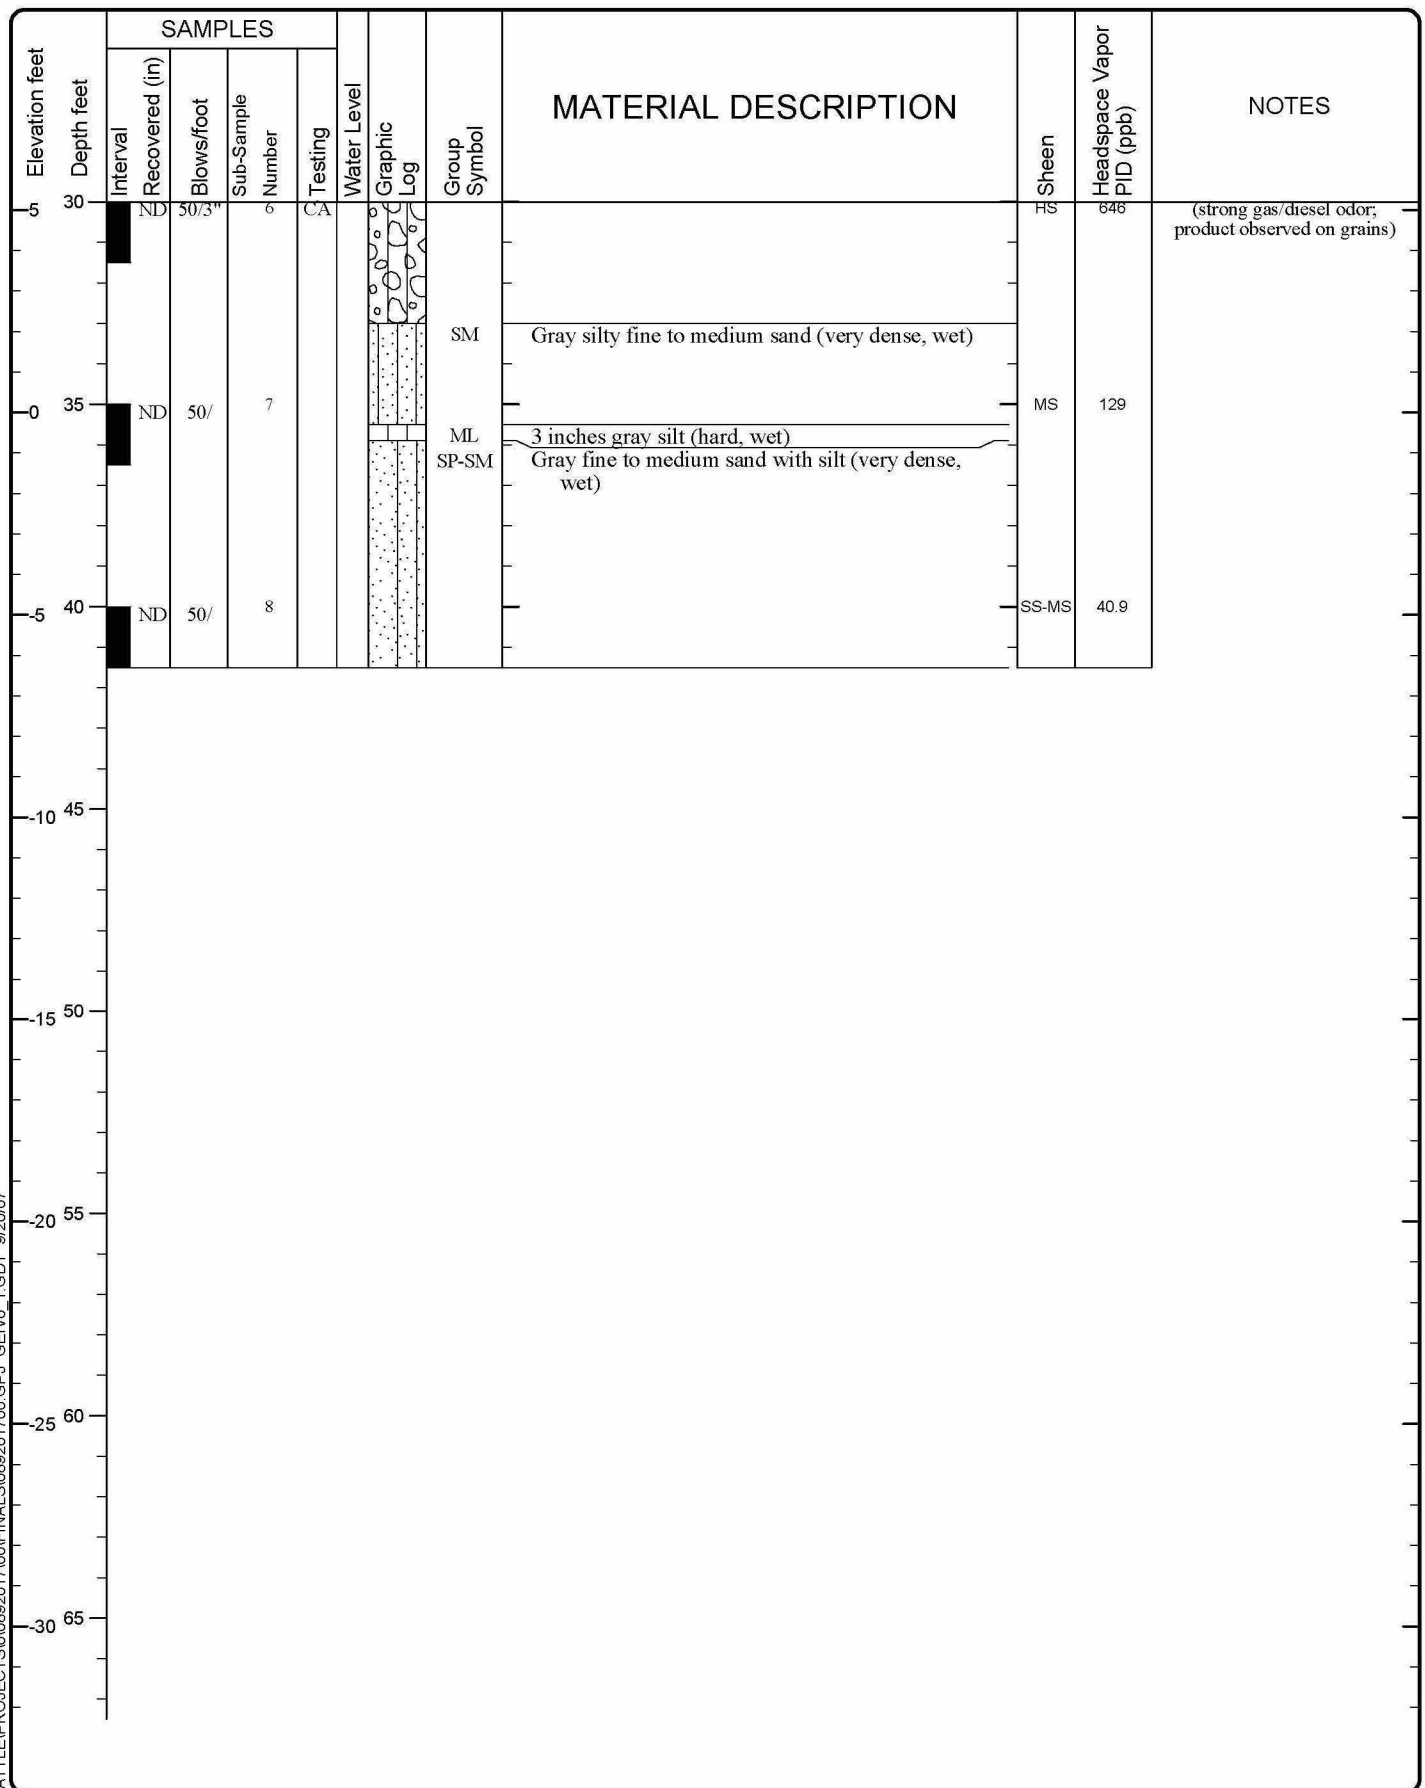 SAMPLES
Elevation feet
Depth feet
Interval
Recovered (in)
Blows/foot
Sub-Sample
Number
Testing
Water Level
Graphic
Log
Group
Symbol
MATERIAL DESCRIPTION
Sheen
Headspace Vapor
PID (ppb)
NOTES
5 30 ND 50/3" 6 CA HS 646 (strong gas/diesel odor;
product observed on grains)
SM Gray silty fine to medium sand (very dense, wet)
0 35 ND 50/ 7 MS 129
ML 3 inches gray silt (hard, wet)
SP-SM Gray fine to medium sand with silt (very dense,
wet)
-5 40 ND 50/ 8 SS-MS 40.9
-10 45
-15 50
-20 55
-25 60
-30 65